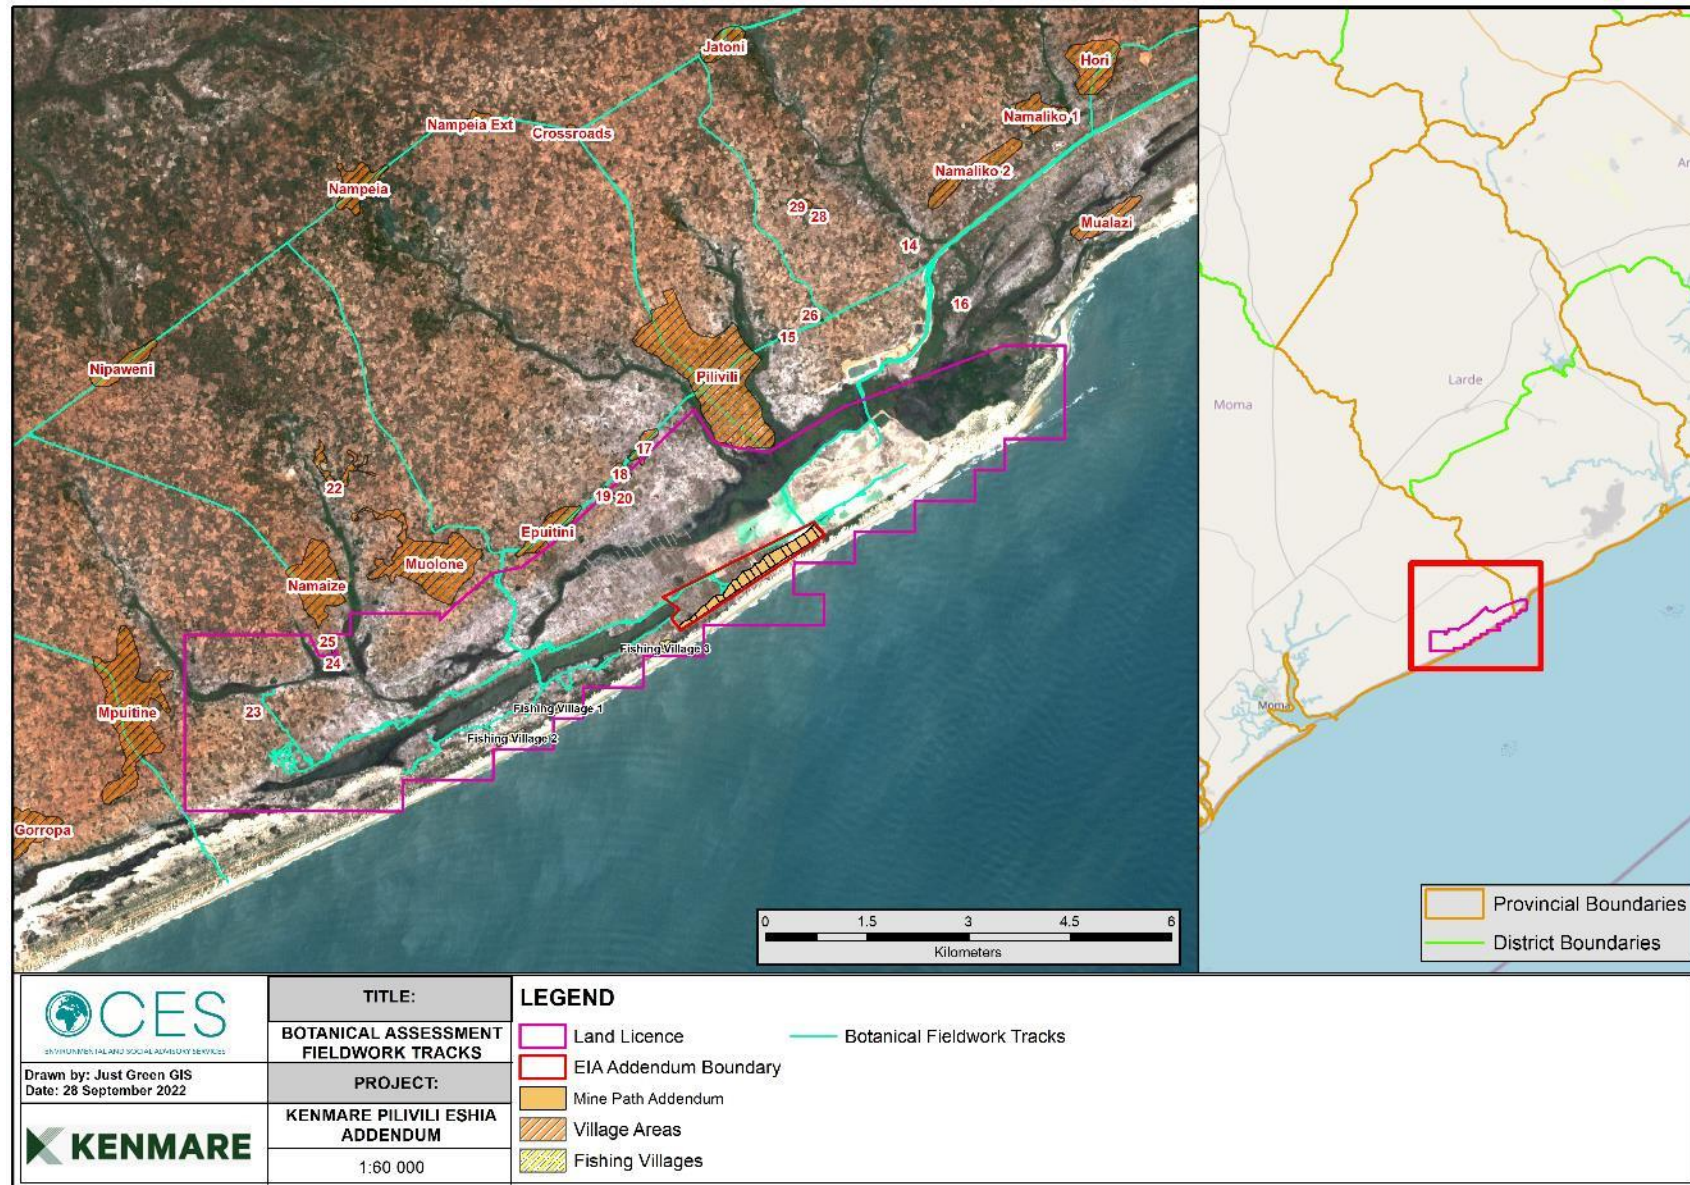 Jatoni
Hori
Nampeia Ext
Crossroads
Namaliko 1
Namaliko 2
Nampeia
29
28
Mualazi
14
16
26
15
Nipaweni
Pilivili
17
18
22
19
20
Epuitini
Muolone
Namaize
25
24
Fishing Village 3
Mpuitine
23
Fishing Village 1
Fishing Village 2
Gorropa
0 1.5 3 4.5 6
Kilometers
Larde
Moma
Moma
Provincial Boundaries
District Boundaries
CES
ENVIRONMENTAL AND SOCIAL ADVISORY SERVICES
Drawn by: Just Green GIS
Date: 28 September 2022
KENMARE
TITLE:
BOTANICAL ASSESSMENT
FIELDWORK TRACKS
PROJECT:
KENMARE PILIVILI ESHIA
ADDENDUM
1:60 000
LEGEND
Land Licence
EIA Addendum Boundary
Mine Path Addendum
Village Areas
Fishing Villages
Botanical Fieldwork Tracks